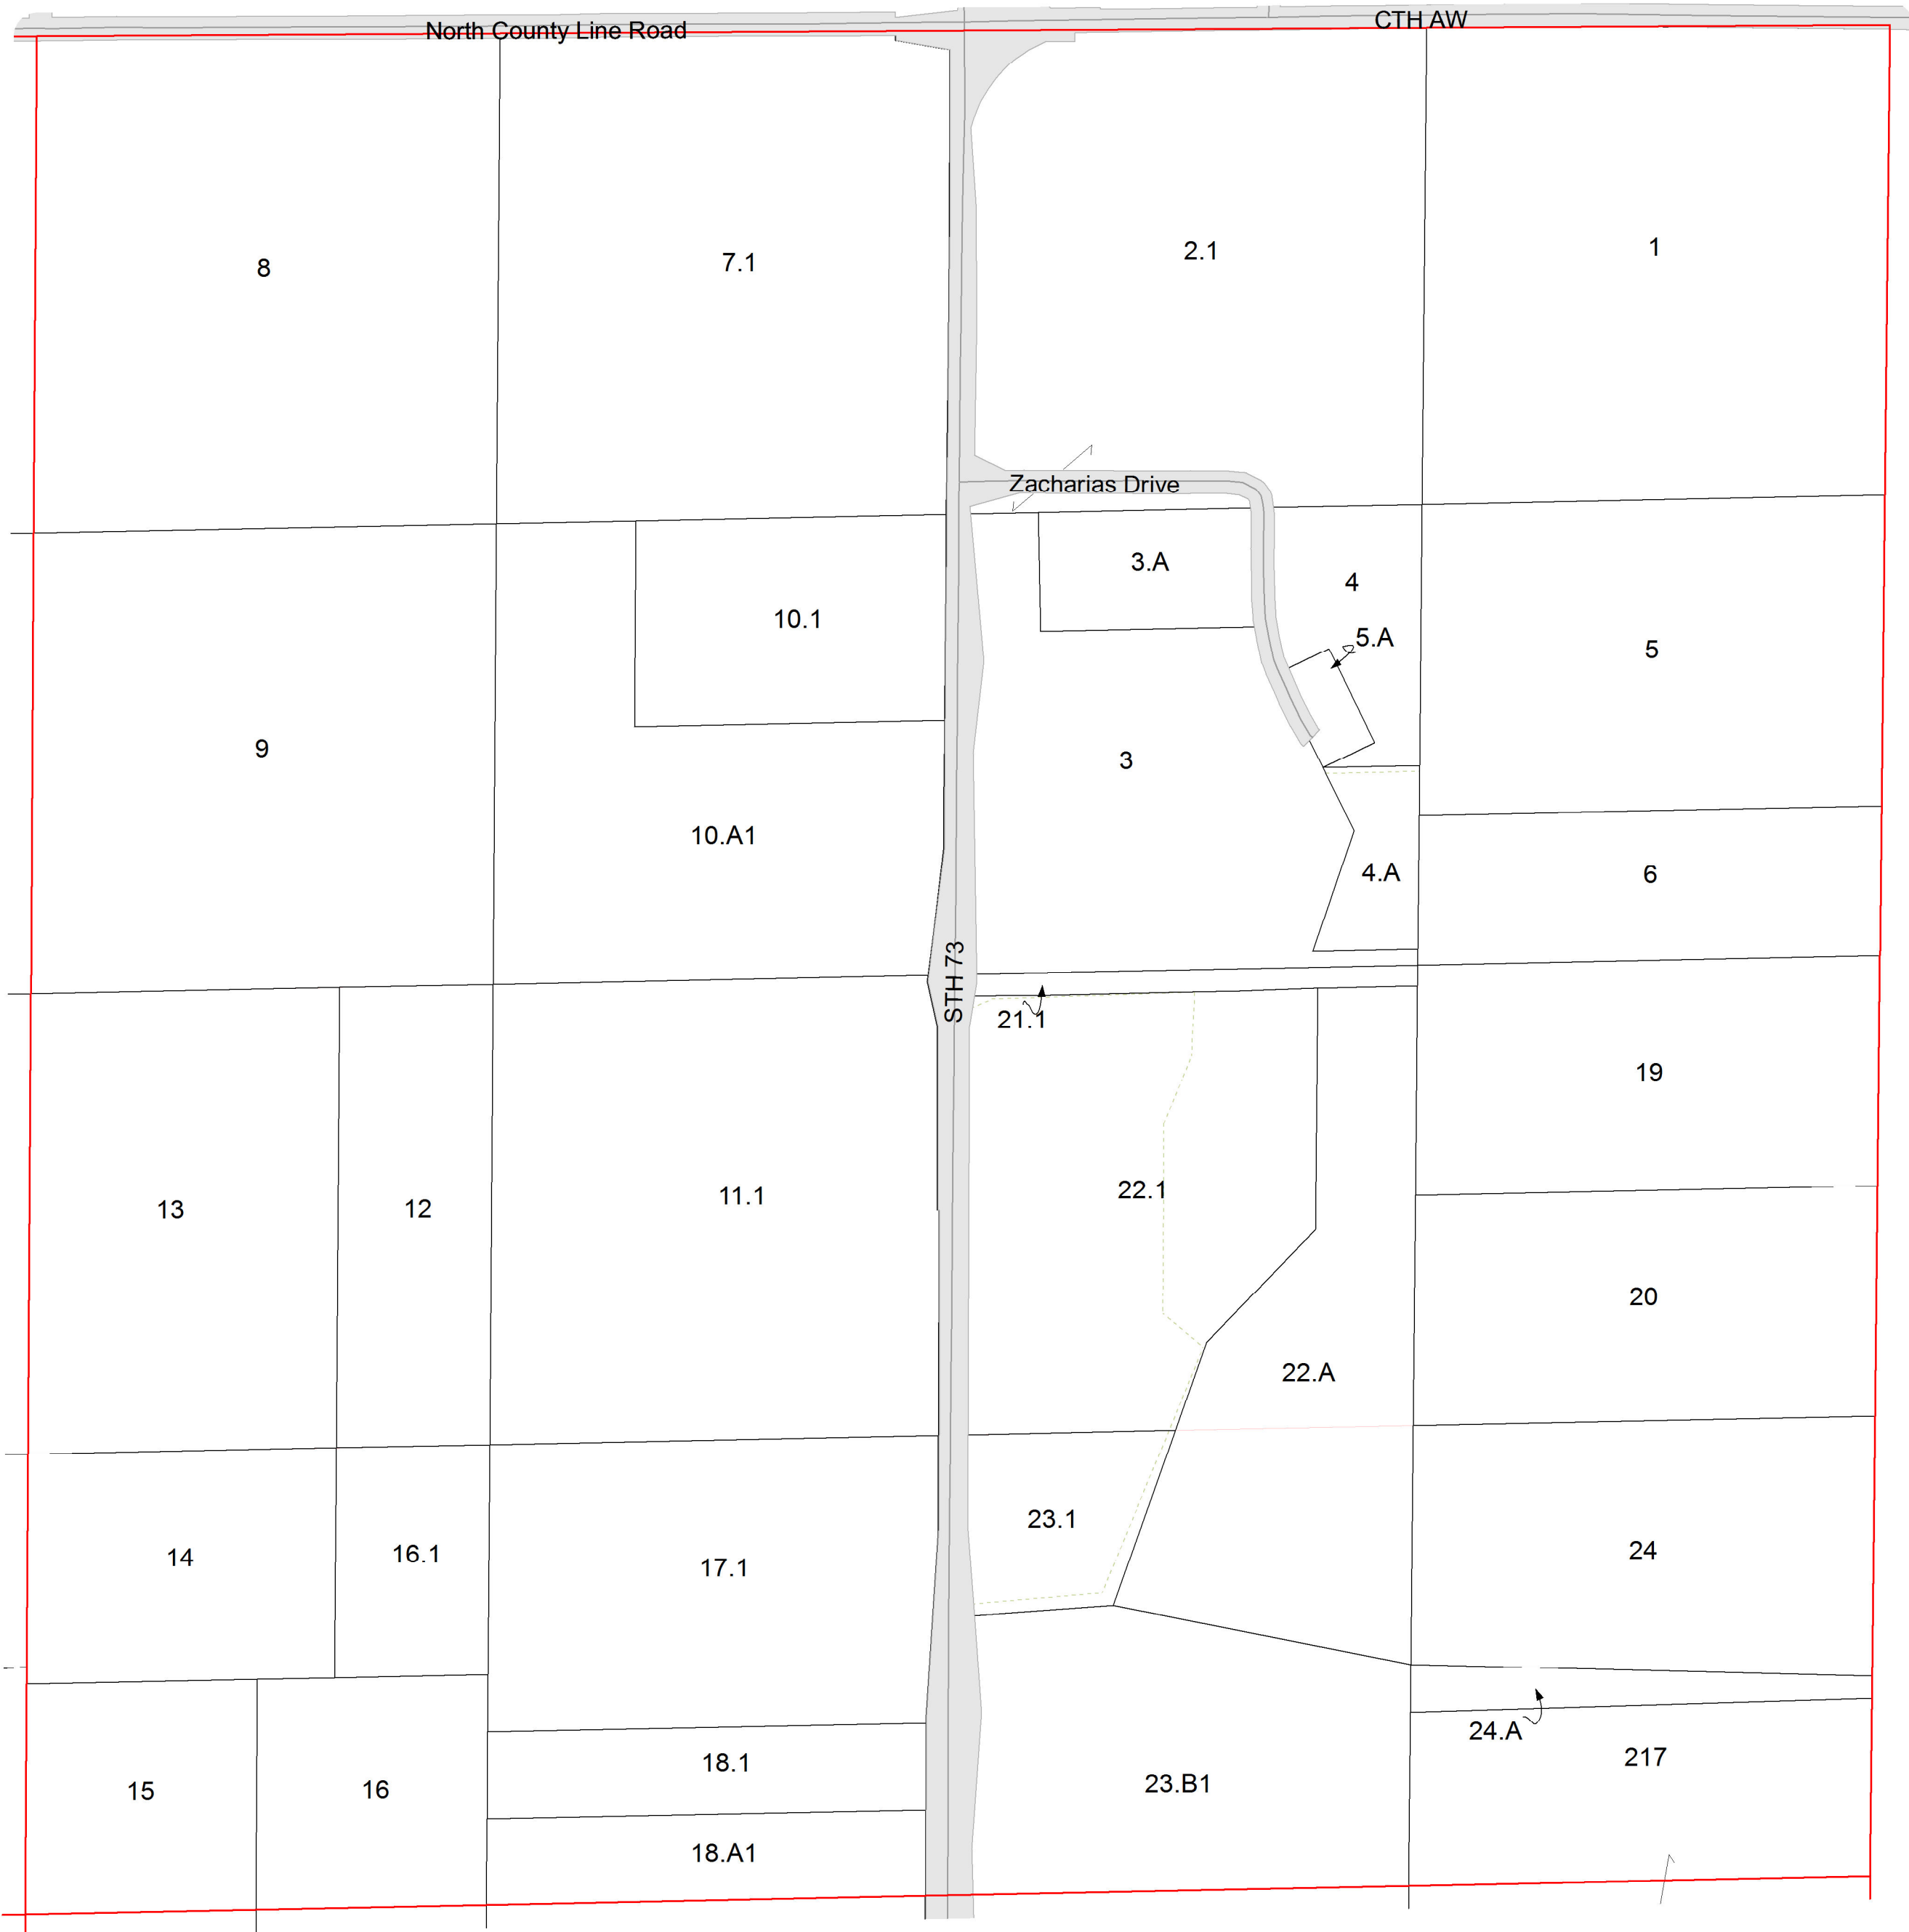 CTH AW
North County Line Road
8
7.1
2.1
1
Zacharias Drive
3.A
4
10.1
5.A
5
9
3
10.A1
4.A
6
STH 73
21.1
19
13
12
11.1
22.1
20
22.A
23.1
14
16.1
17.1
24
24.A
217
18.1
23.B1
15
16
18.A1